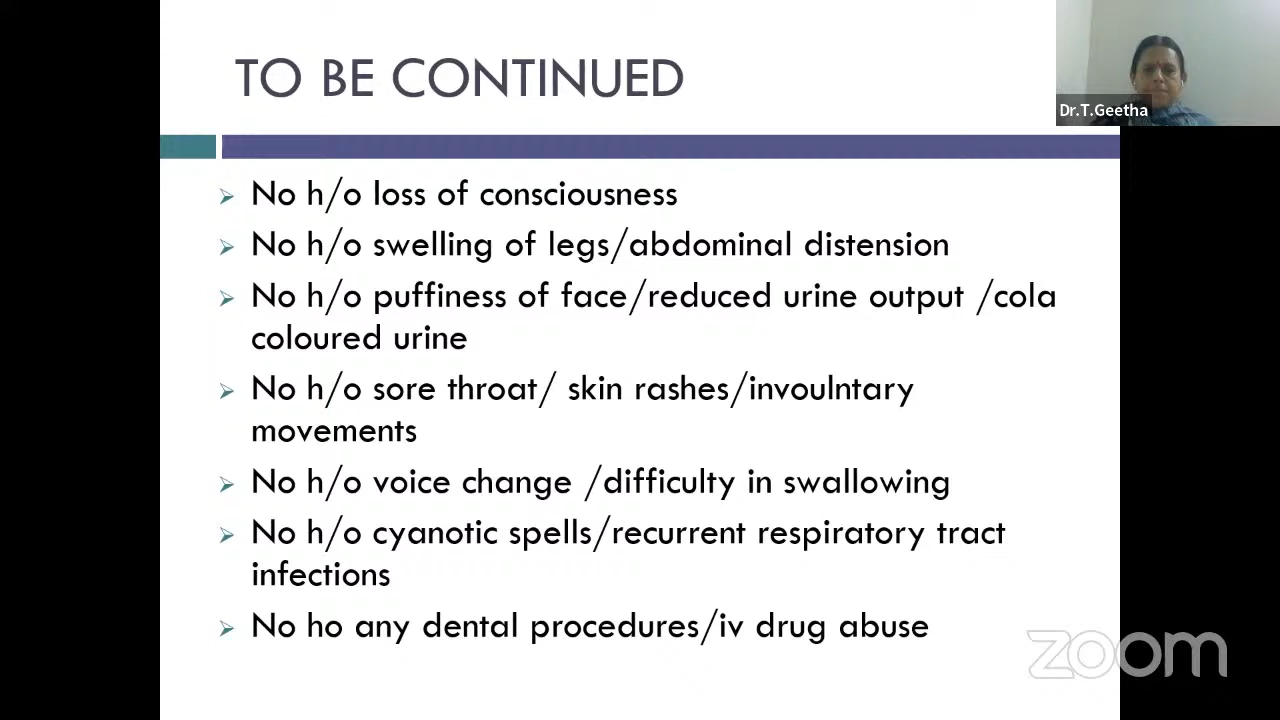 TO BE CONTINUED
Dr.T.Geetha
No h/o loss of consciousness
No h/o swelling of legs/abdominal distension
No h/o puffiness of face/reduced urine output /cola
coloured urine
No h/o sore throat/ skin rashes/invoulntary
movements
No h/o voice change /difficulty in swallowing
No h/o cyanotic spells/recurrent respiratory tract
infections
No ho any dental procedures/iv drug abuse
zoom